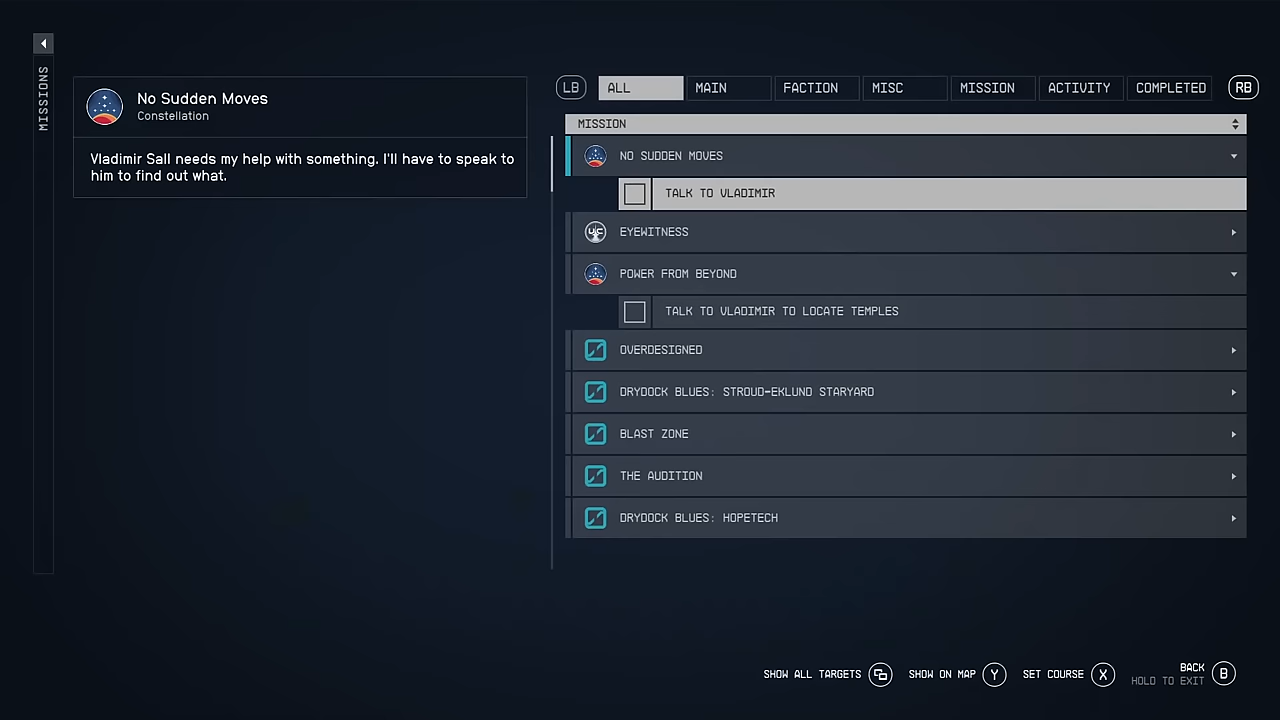 MISSIONS
No Sudden Moves
Constellation
Vladimir Sall needs my help with something. I'll have to speak to
him to find out what.
LB ALL MAIN FACTION MISC MISSION ACTIVITY COMPLETED RB
MISSION
NO SUDDEN MOVES
TALK TO VLADIMIR
UC EYEWITNESS
POWER FROM BEYOND
TALK TO VLADIMIR TO LOCATE TEMPLES
OVERDESIGNED
DRYDOCK BLUES: STROUD-EKLUND STARYARD
BLAST ZONE
THE AUDITION
DRYDOCK BLUES: HOPETECH
SHOW ALL TARGETS SHOW ON MAP Y SET COURSE X BACK B
HOLD TO EXIT